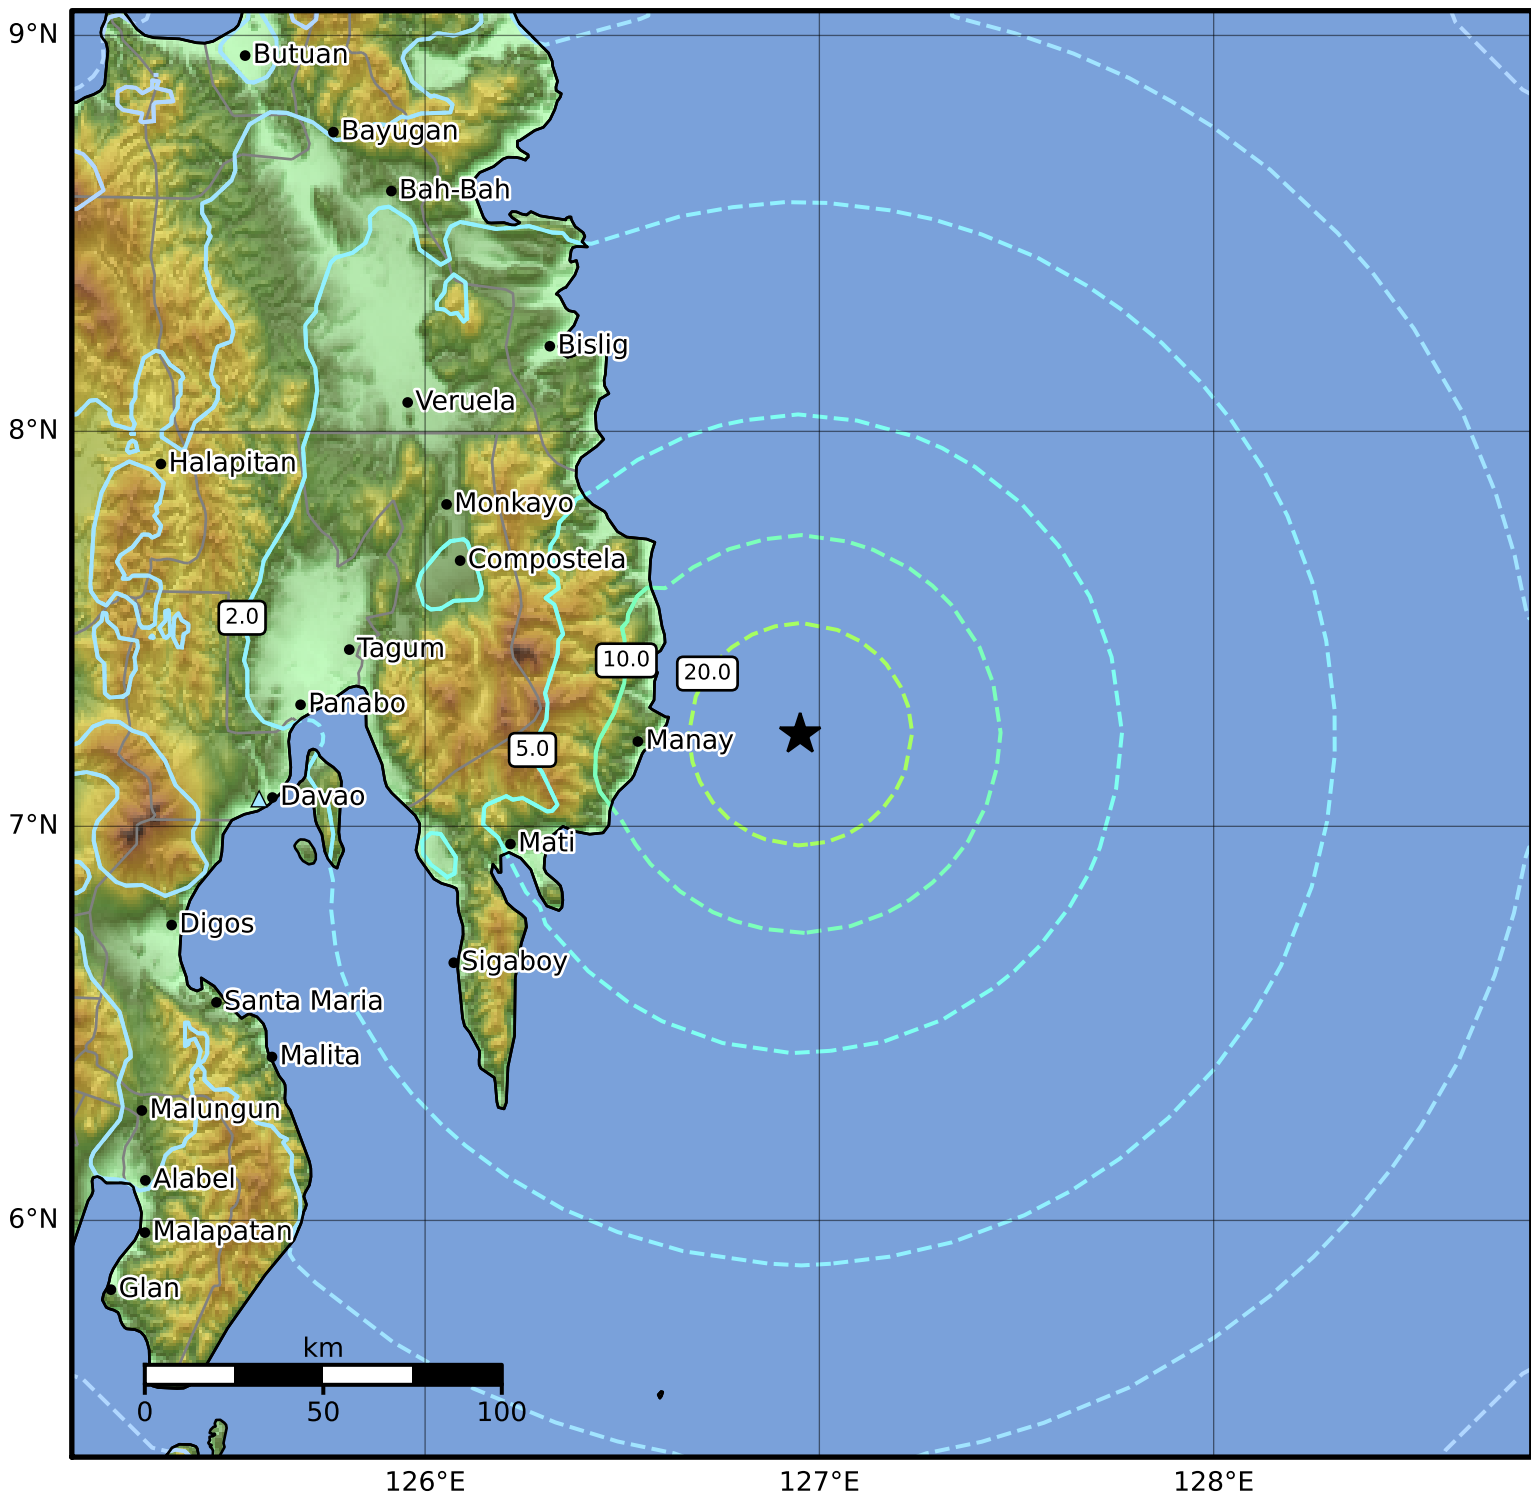 9°N
Butuan
Bayugan
Bah-Bah
Bislig
Veruela
8°N
Halapitan
Monkayo
Compostela
2.0
Tagum
10.0
20.0
Panabo
Manay
5.0
Davao
7°N
Mati
Digos
Sigaboy
Santa Maria
Malita
Malungun
Alabel
6°N
Malapatan
Glan
km
0 50 100
126°E 127°E 128°E